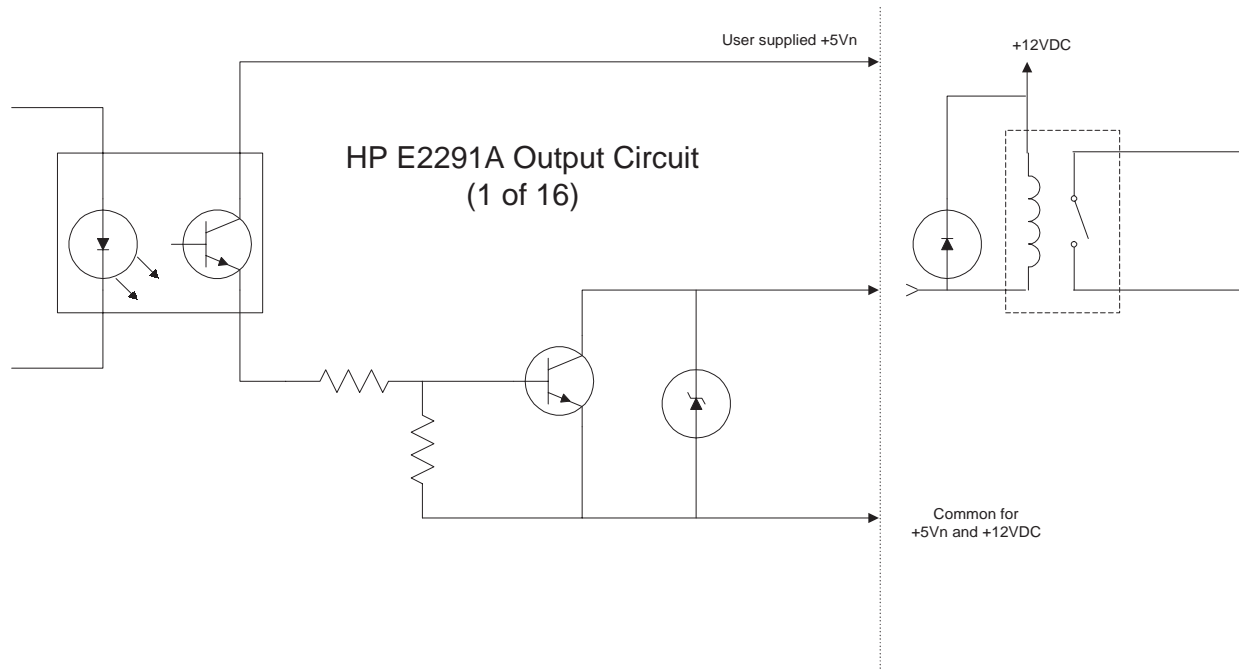 User supplied +5Vn
+12VDC
HP E2291A Output Circuit
(1 of 16)
Common for
+5Vn and +12VDC